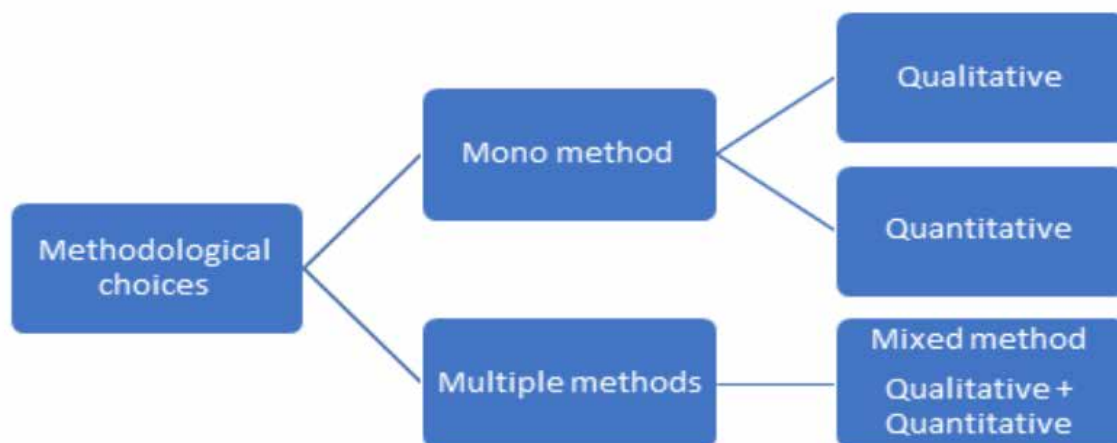 Qualitative
Mono method
Quantitative
Methodological
choices
Mixed method
Multiple methods
Qualitative +
Quantitative